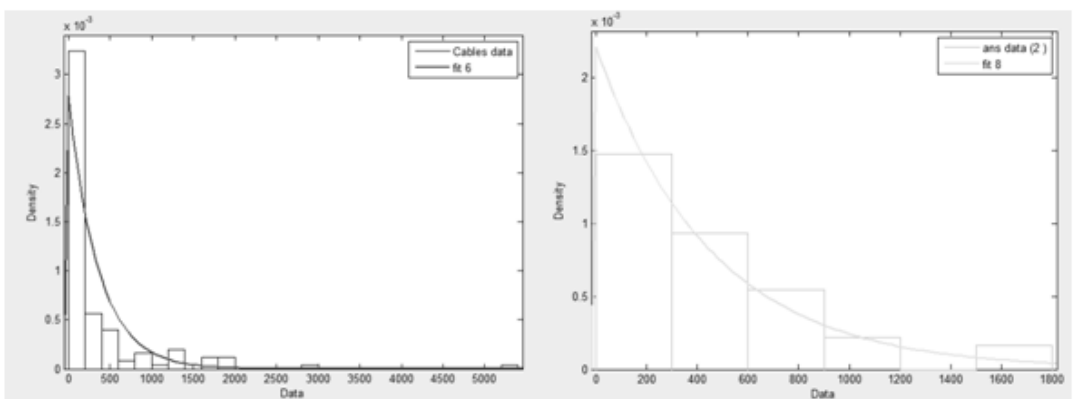 x 10-3
Cables data
fit 6
3
2.5
2
1.5
1
0.5
0
Density
0 500 1000 1500 2000 2500 3000 3500 4000 4500 5000
Data
x 10-3
ans data (2 )
fit 8
2
1.5
1
0.5
0
Density
0 200 400 600 800 1000 1200 1400 1600 1800
Data